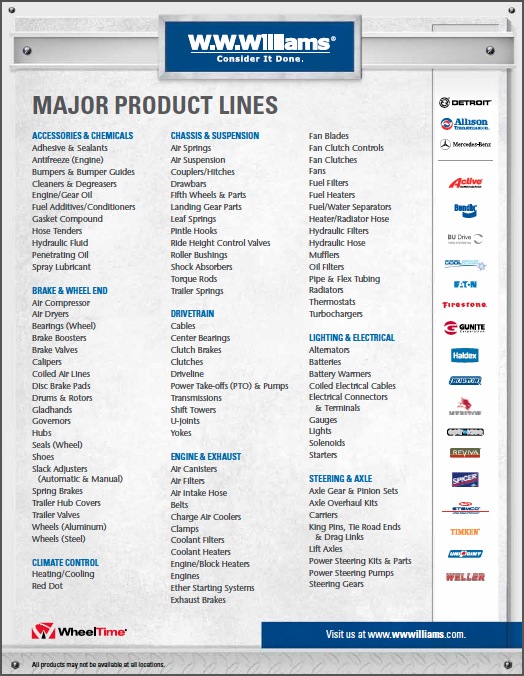 W.W.Williams®
Consider It Done.
MAJOR PRODUCT LINES
ACCESSORIES & CHEMICALS
Adhesive & Sealants
Antifreeze (Engine)
Bumpers & Bumper Guides
Cleaners & Degreasers
Engine/Gear Oil
Fuel Additives/Conditioners
Gasket Compound
Hose Tenders
Hydraulic Fluid
Penetrating Oil
Spray Lubricant
BRAKE & WHEEL END
Air Compressor
Air Dryers
Bearings (Wheel)
Brake Boosters
Brake Valves
Calipers
Coiled Air Lines
Disc Brake Pads
Drums & Rotors
Gladhands
Governors
Hubs
Seals (Wheel)
Shoes
Slack Adjusters
(Automatic & Manual)
Spring Brakes
Trailer Hub Covers
Trailer Valves
Wheels (Aluminum)
Wheels (Steel)
CLIMATE CONTROL
Heating/Cooling
Red Dot
CHASSIS & SUSPENSION
Air Springs
Air Suspension
Couplers/Hitches
Drawbars
Fifth Wheels & Parts
Landing Gear Parts
Leaf Springs
Pintle Hooks
Ride Height Control Valves
Roller Bushings
Shock Absorbers
Torque Rods
Trailer Springs
DRIVETRAIN
Cables
Center Bearings
Clutch Brakes
Clutches
Driveline
Power Take-offs (PTO) & Pumps
Transmissions
Shift Towers
U-Joints
Yokes
ENGINE & EXHAUST
Air Canisters
Air Filters
Air Intake Hose
Belts
Charge Air Coolers
Clamps
Coolant Filters
Coolant Heaters
Engine/Block Heaters
Engines
Ether Starting Systems
Exhaust Brakes
Fan Blades
Fan Clutch Controls
Fan Clutches
Fans
Fuel Filters
Fuel Heaters
Fuel/Water Separators
Heater/Radiator Hose
Hydraulic Filters
Hydraulic Hose
Mufflers
Oil Filters
Pipe & Flex Tubing
Radiators
Thermostats
Turbochargers
LIGHTING & ELECTRICAL
Alternators
Batteries
Battery Warmers
Coiled Electrical Cables
Electrical Connectors
& Terminals
Gauges
Lights
Solenoids
Starters
STEERING & AXLE
Axle Gear & Pinion Sets
Axle Overhaul Kits
Carriers
King Pins, Tie Road Ends
& Drag Links
Lift Axles
Power Steering Kits & Parts
Power Steering Pumps
Steering Gears
DETROIT
Allison
Transmission
Mercedes-Benz
Active
Bendix
BU Drive
EATON
Firestone
GUNITE
Haldex
HORTON
MERITOR
REVIVA
SPICER
STEMCO
TIMKEN
UNIPOINT
WELLER
WheelTime®
Visit us at www.wwwilliams.com.
All products may not be available at all locations.